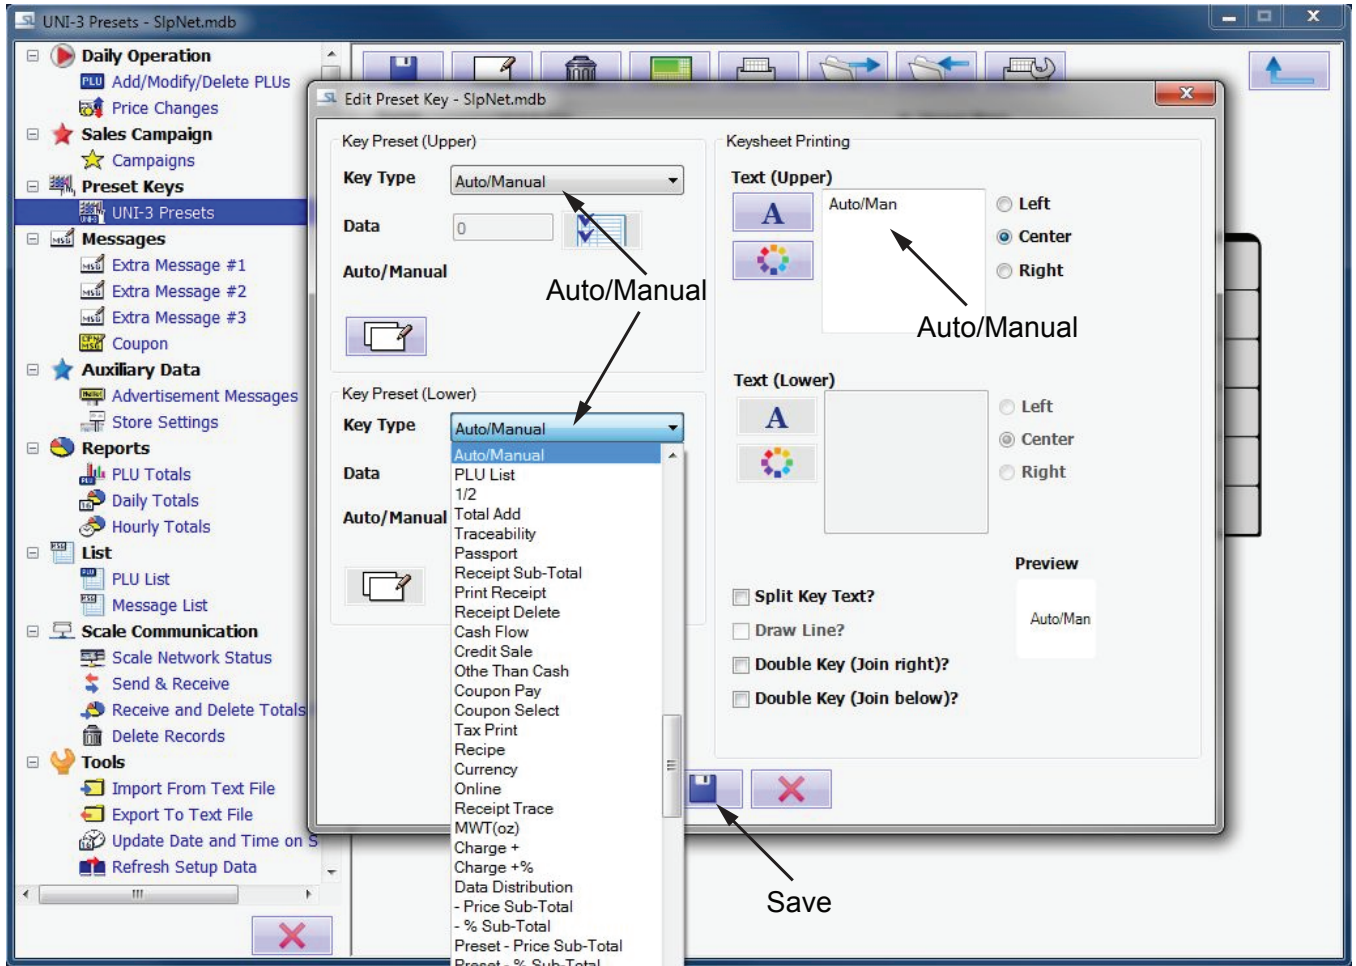 UNI-3 Presets - SlpNet.mdb
Daily Operation
PLU Add/Modify/Delete PLUs
Price Changes
Sales Campaign
Campaigns
Preset Keys
UNI-3 Presets
Messages
Extra Message #1
Extra Message #2
Extra Message #3
Coupon
Auxiliary Data
Advertisement Messages
Store Settings
Reports
PLU Totals
Daily Totals
Hourly Totals
List
PLU List
Message List
Scale Communication
Scale Network Status
Send & Receive
Receive and Delete Totals
Delete Records
Tools
Import From Text File
Export To Text File
Update Date and Time on S
Refresh Setup Data
Edit Preset Key - SlpNet.mdb
Key Preset (Upper)
Key Type Auto/Manual
Data 0
Auto/Manual
Auto/Manual
Key Preset (Lower)
Key Type Auto/Manual
Data
Auto/Manual
Auto/Manual
PLU List
1/2
Total Add
Traceability
Passport
Receipt Sub-Total
Print Receipt
Receipt Delete
Cash Flow
Credit Sale
Othe Than Cash
Coupon Pay
Coupon Select
Tax Print
Recipe
Currency
Online
Receipt Trace
MWT(oz)
Charge +
Charge +%
Data Distribution
- Price Sub-Total
- % Sub-Total
Preset - Price Sub-Total
Preset - % Sub-Total
Keysheet Printing
Text (Upper)
A Auto/Man
Left
Center
Right
Auto/Manual
Text (Lower)
A
Left
Center
Right
Preview
Auto/Man
Split Key Text?
Draw Line?
Double Key (Join right)?
Double Key (Join below)?
Save